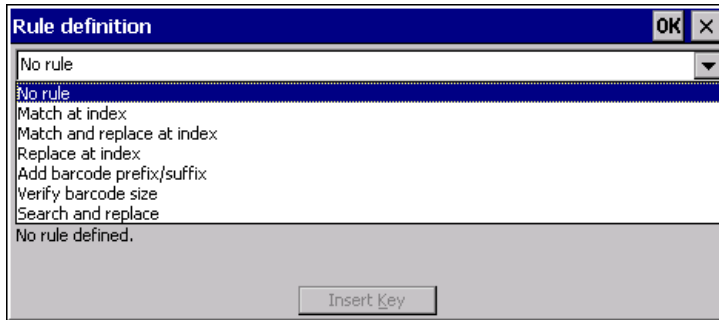 Rule definition OK ×
No rule
No rule
Match at index
Match and replace at index
Replace at index
Add barcode prefix/suffix
Verify barcode size
Search and replace
No rule defined.
Insert Key